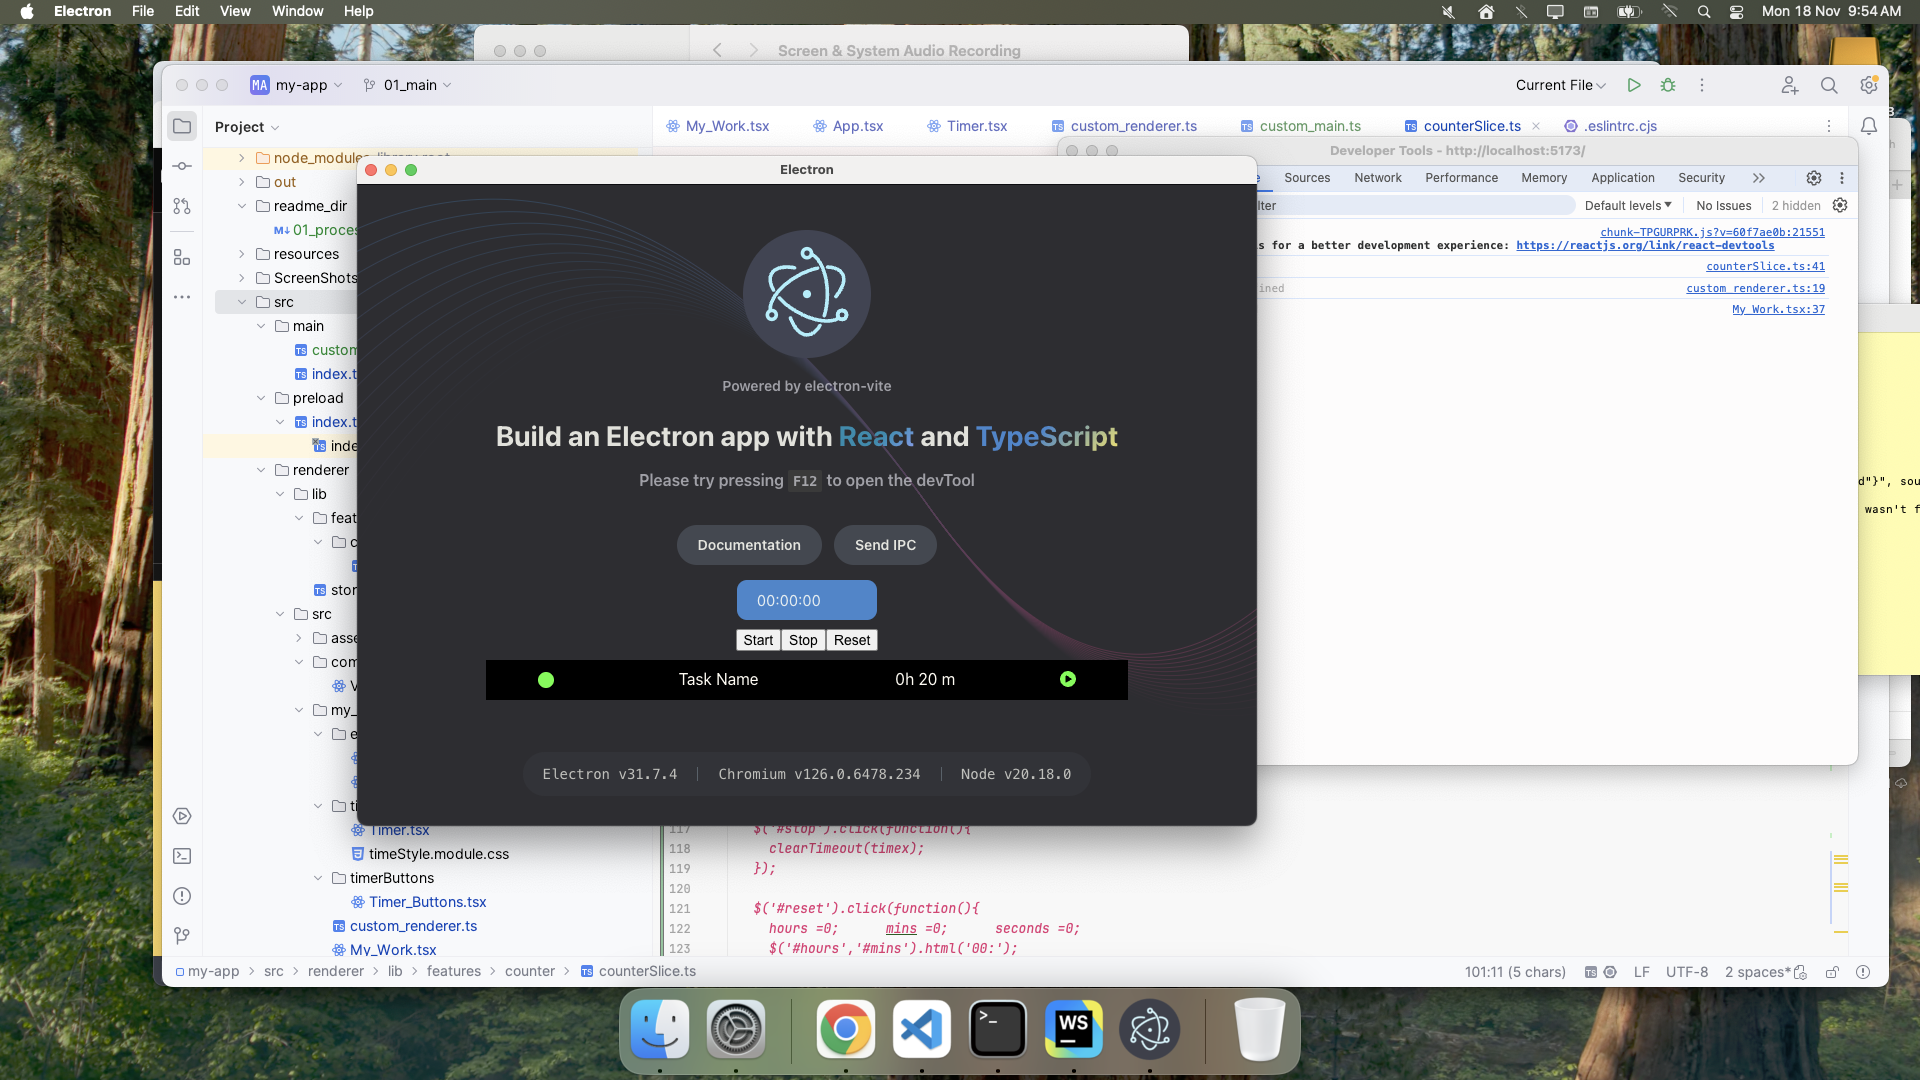 Electron File Edit View Window Help
Mon 18 Nov 9:54 AM
Screen & System Audio Recording
MA my-app 01_main
Current File
Project
My_Work.tsx App.tsx Timer.tsx custom_renderer.ts custom_main.ts counterSlice.ts .eslintrc.cjs
Developer Tools - http://localhost:5173/
Sources Network Performance Memory Application Security
Default levels No Issues 2 hidden
chunk-TPGURPRK.js?v=60f7ae0b:21551
s for a better development experience: https://reactjs.org/link/react-devtools
counterSlice.ts:41
custom_renderer.ts:19
My_Work.tsx:37
d"}", sou
wasn't f
node_modules library root
out
readme_dir
01_proces
resources
ScreenShots
src
main
custom
index.t
preload
index.t
inde
renderer
lib
feat
c
stor
src
asse
com
V
my_
e
ti
Timer.tsx
timeStyle.module.css
timerButtons
Timer_Buttons.tsx
custom_renderer.ts
My_Work.tsx
Electron
Powered by electron-vite
Build an Electron app with React and TypeScript
Please try pressing F12 to open the devTool
Documentation Send IPC
00:00:00
Start Stop Reset
Task Name 0h 20 m
Electron v31.7.4 Chromium v126.0.6478.234 Node v20.18.0
117 $('#stop').click(function(){
118 clearTimeout(timex);
119 });
120
121 $('#reset').click(function(){
122 hours =0; mins =0; seconds =0;
123 $('#hours','#mins').html('00:');
my-app > src > renderer > lib > features > counter > counterSlice.ts
101:11 (5 chars) LF UTF-8 2 spaces*
WS